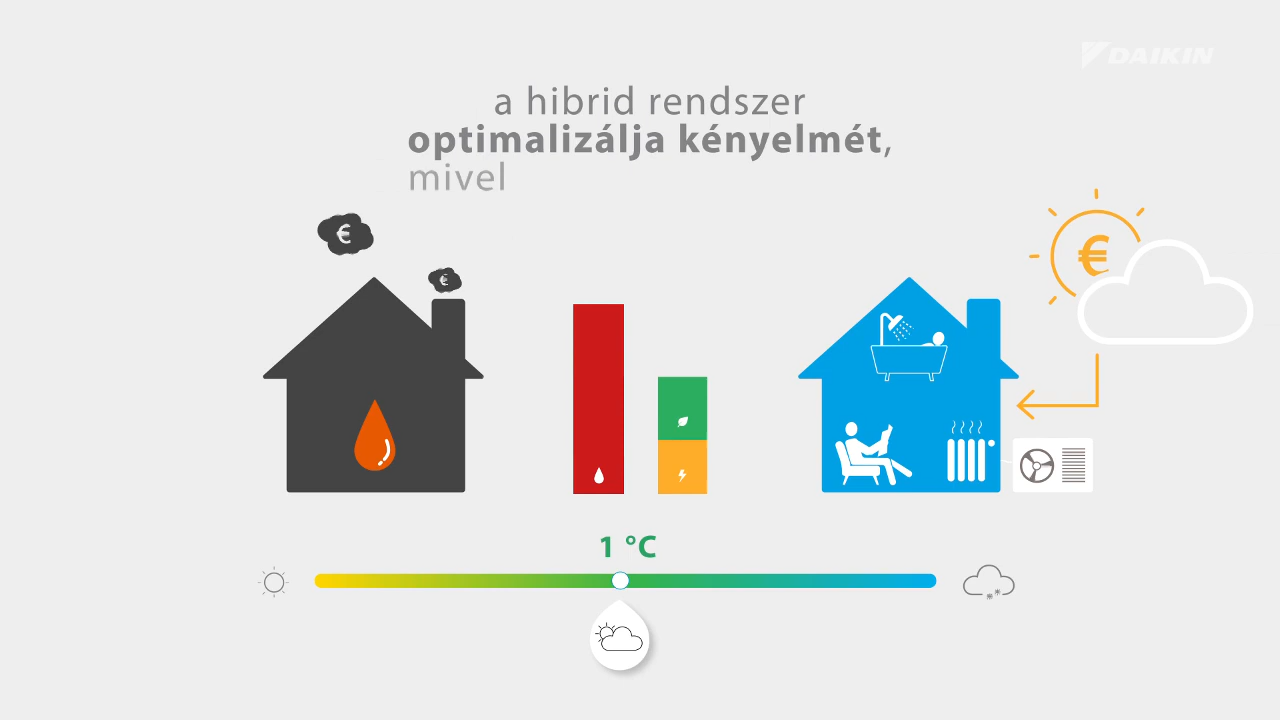 DAIKIN
a hibrid rendszer
optimalizálja kényelmét,
mivel
€
€
€
1 °C